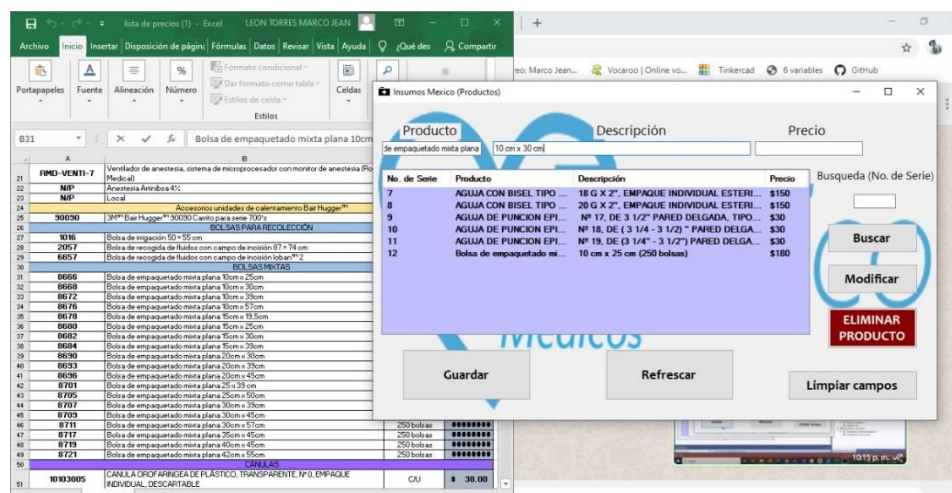 lista de precios (1) - Excel
LEON TORRES MARCO JEAN
Archivo Inicio Insertar Disposición de págin: Fórmulas Datos Revisar Vista Ayuda ¿Qué des Compartir
Portapapeles
Fuente
Alineación
Número
Formato condicional
Dar formato como tabla
Estilos de celda
Estilos
Celdas
B31
Bolsa de empaquetado mixta plana 10cm
A B
21 RMD-VENTI-7 Ventilador de anestesia, sistema de microprocesador con monitor de anestesia
Medical)
22 N/P
23 N/P Local
24 Accesorios unidades de calentamiento Bair Hugger™
25 90090
26 BOLSAS PARA RECOLECCIÓN
27 1016 Bolsa de irrigación 50 * 55 cm
28 2057 Bolsa de recogida de fluidos con campo de incisión 87 * 74 cm
29 6657 Bolsa de recogida de fluidos con campo de incisión Ioban™ 2
30 BOLSAS MIXTAS
31 8666 Bolsa de empaquetado mixta plana 10cm x 25cm
32 8668 Bolsa de empaquetado mixta plana 10cm x 30cm
33 8672 Bolsa de empaquetado mixta plana 10cm x 39cm
34 8676 Bolsa de empaquetado mixta plana 10cm x 57cm
35 8678 Bolsa de empaquetado mixta plana 15cm x 19,5cm
36 8680 Bolsa de empaquetado mixta plana 15cm x 25cm
37 8682 Bolsa de empaquetado mixta plana 15cm x 30cm
38 8684 Bolsa de empaquetado mixta plana 15cm x 39cm
39 8690 Bolsa de empaquetado mixta plana 20cm x 30cm
40 8693 Bolsa de empaquetado mixta plana 20cm x 39cm
41 8696 Bolsa de empaquetado mixta plana 20cm x 45cm
42 8701 Bolsa de empaquetado mixta plana 25 x 39 cm
43 8705 Bolsa de empaquetado mixta plana 25cm x 50cm
44 8707 Bolsa de empaquetado mixta plana 30cm x 39cm
45 8709 Bolsa de empaquetado mixta plana 30cm x 45cm
46 8711 Bolsa de empaquetado mixta plana 30cm x 57cm 250 bolsas ########
47 8717 Bolsa de empaquetado mixta plana 35cm x 45cm 250 bolsas ########
48 8719 Bolsa de empaquetado mixta plana 40cm x 45cm 250 bolsas ########
49 8721 Bolsa de empaquetado mixta plana 42cm x 55cm 250 bolsas ########
50 CÁNULAS
51 10103005 CANULA OROFARINGEA DE PLÁSTICO, TRANSPARENTE, Nº 0, EMPAQUE
INDIVIDUAL, DESCARTABLE C/U $ 38.00
reo: Marco Jean...
Vocaroo | Online vo...
Tinkercad
6 variables
GitHub
Insumos Mexico (Productos)
Producto Descripción Precio
de empaquetado mixta plana 10 cm x 30 cm
No. de Serie Producto Descripción Precio
7 AGUJA CON BISEL TIPO ... 18 G X 2", EMPAQUE INDIVIDUAL ESTERI... $150
8 AGUJA CON BISEL TIPO ... 20 G X 2", EMPAQUE INDIVIDUAL ESTERI... $150
9 AGUJA DE PUNCION EPI... Nº 17, DE 3 1/2" PARED DELGADA, TIPO... $30
10 AGUJA DE PUNCION EPI... Nº 18, DE ( 3 1/4 - 3 1/2) " PARED DELGA... $30
11 AGUJA DE PUNCION EPI... Nº 19, DE (3 1/4" - 3 1/2") PARED DELGA... $30
12 Bolsa de empaquetado mi... 10 cm x 25 cm (250 bolsas) $180
Busqueda (No. de Serie)
Buscar
Modificar
ELIMINAR
PRODUCTO
Médicos
Guardar
Refrescar
Limpiar campos
10:15 p. m.